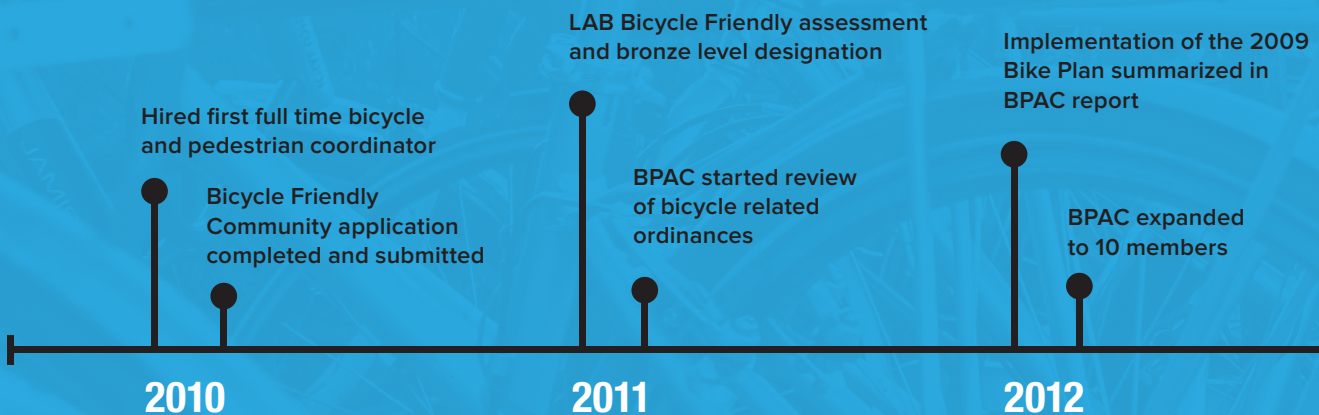 Hired first full time bicycle
and pedestrian coordinator
Bicycle Friendly
Community application
completed and submitted
2010
LAB Bicycle Friendly assessment
and bronze level designation
BPAC started review
of bicycle related
ordinances
2011
Implementation of the 2009
Bike Plan summarized in
BPAC report
BPAC expanded
to 10 members
2012